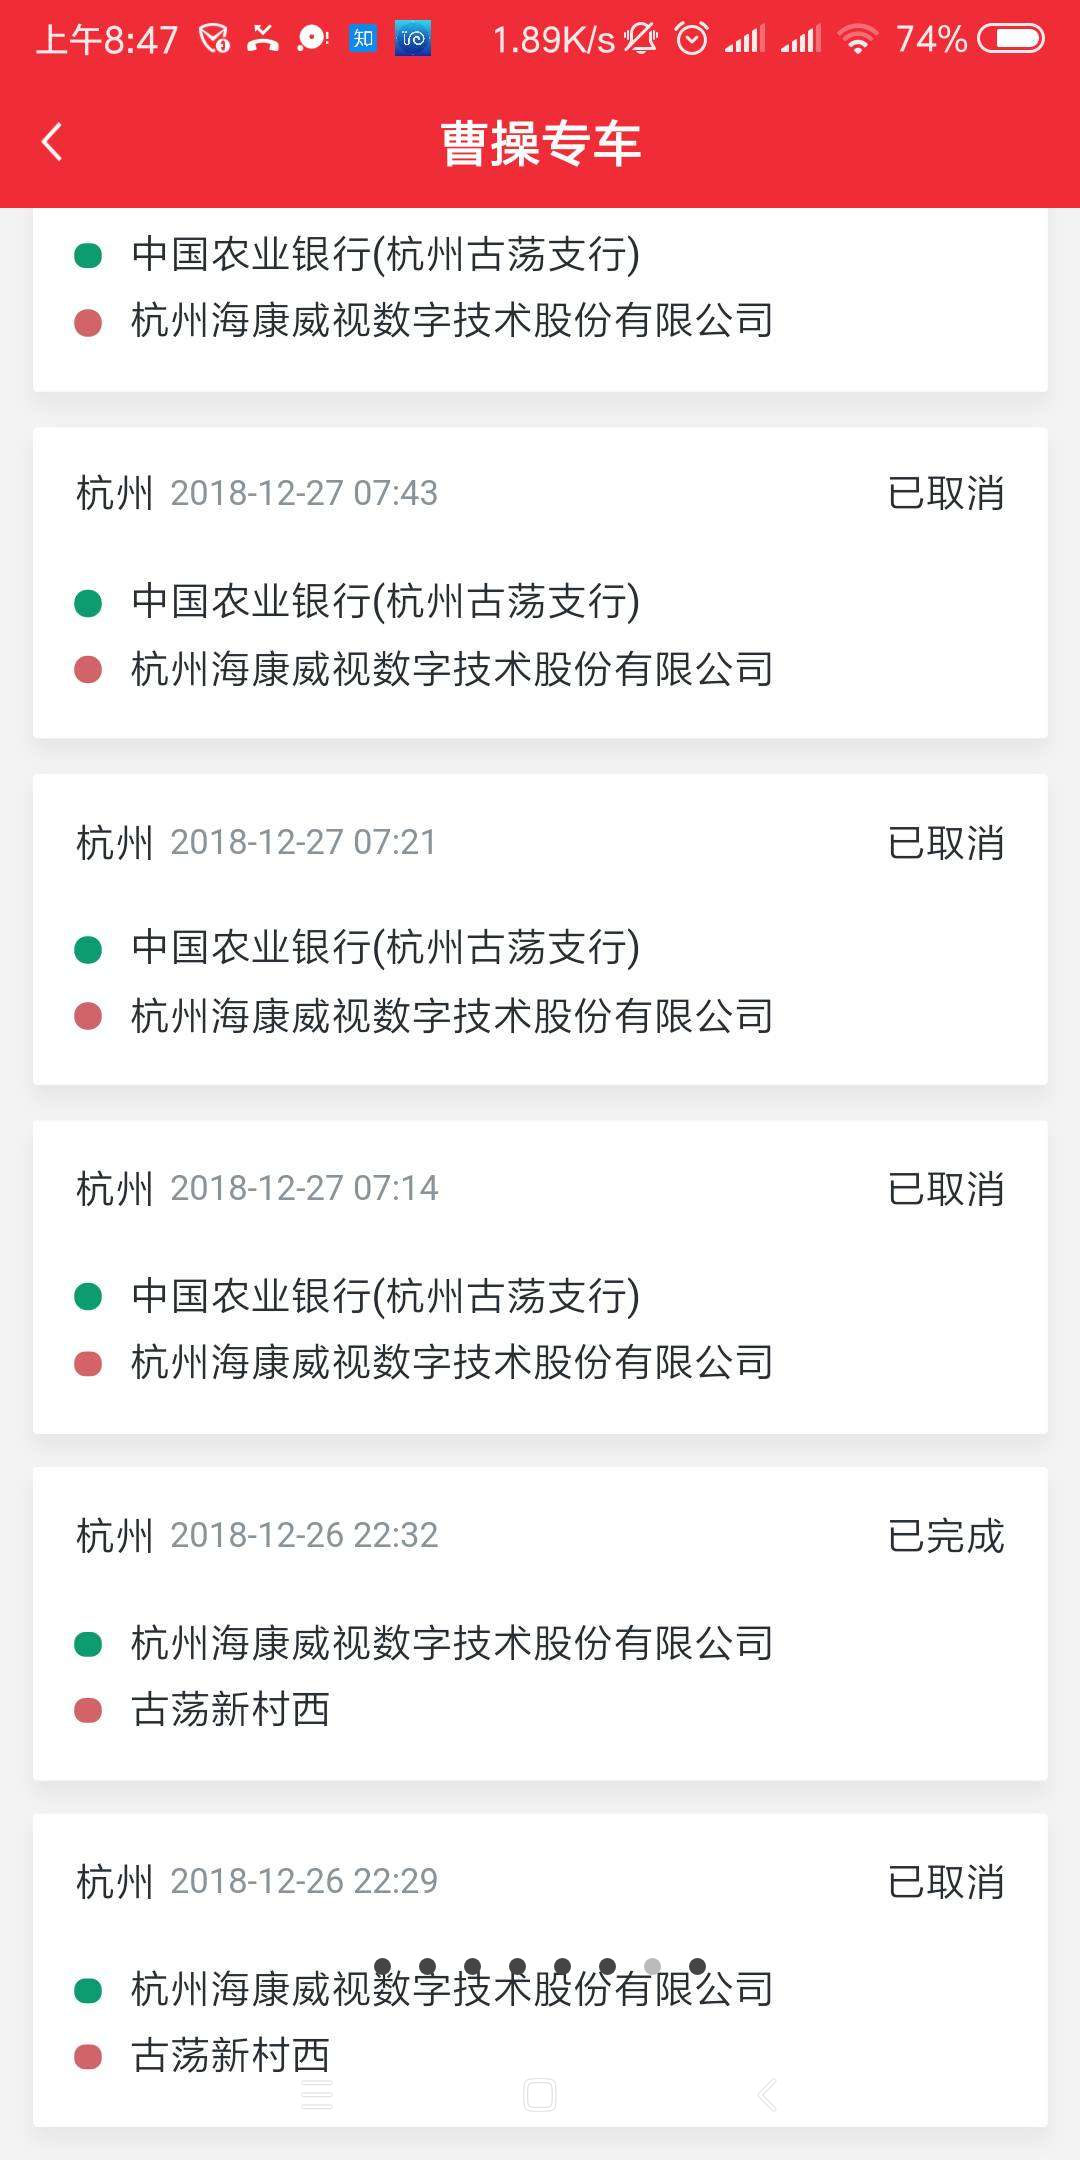 上午8:47 知 1.89K/s 74%
曹操专车
中国农业银行(杭州古荡支行)
杭州海康威视数字技术股份有限公司
杭州 2018-12-27 07:43 已取消
中国农业银行(杭州古荡支行)
杭州海康威视数字技术股份有限公司
杭州 2018-12-27 07:21 已取消
中国农业银行(杭州古荡支行)
杭州海康威视数字技术股份有限公司
杭州 2018-12-27 07:14 已取消
中国农业银行(杭州古荡支行)
杭州海康威视数字技术股份有限公司
杭州 2018-12-26 22:32 已完成
杭州海康威视数字技术股份有限公司
古荡新村西
杭州 2018-12-26 22:29 已取消
杭州海康威视数字技术股份有限公司
古荡新村西